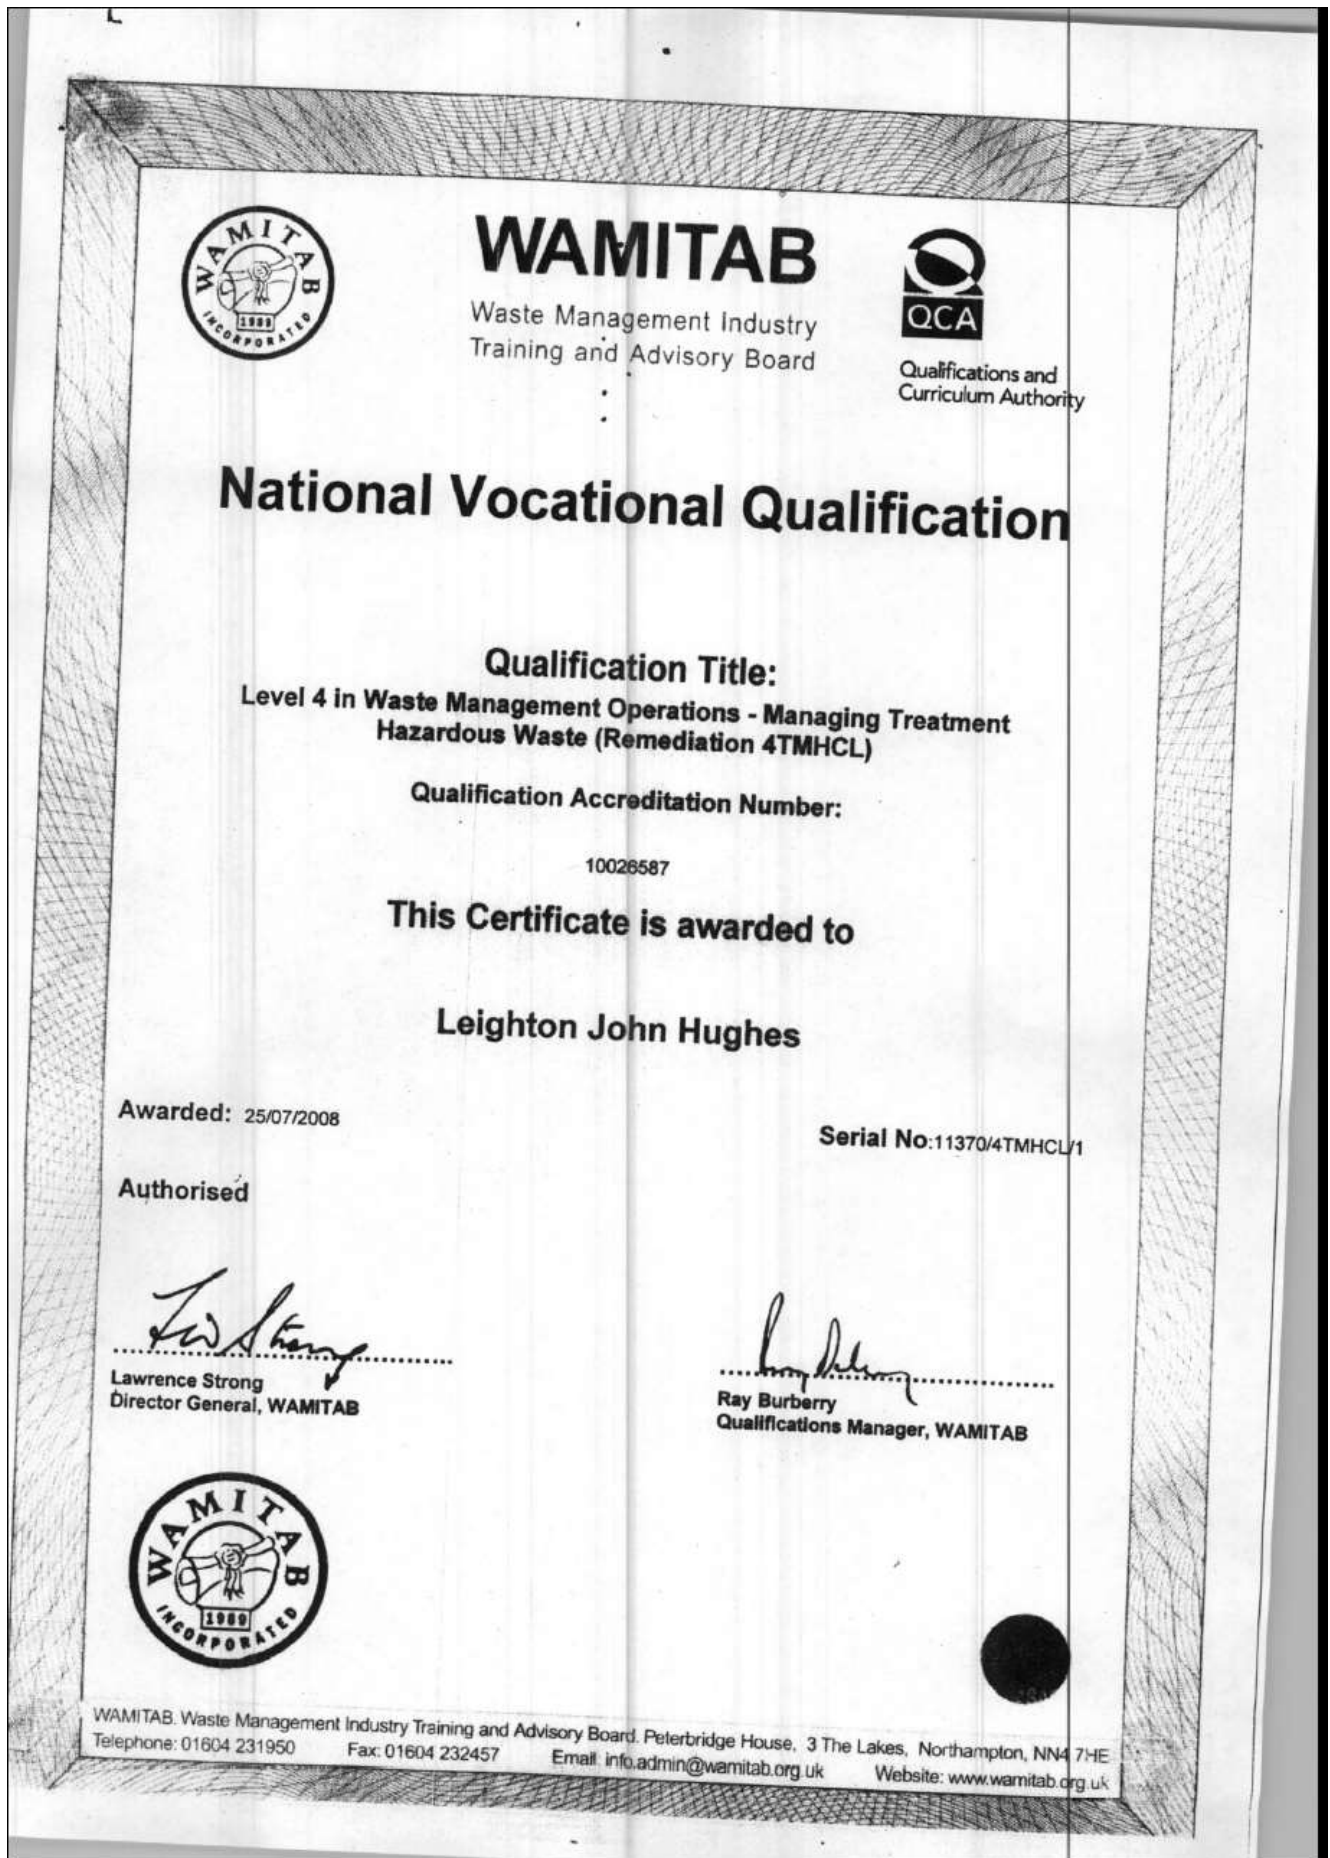 WAMITAB
INCORPORATED
1989
WAMITAB
Waste Management Industry
Training and Advisory Board
QCA
Qualifications and
Curriculum Authority
National Vocational Qualification
Qualification Title:
Level 4 in Waste Management Operations - Managing Treatment
Hazardous Waste (Remediation 4TMHCL)
Qualification Accreditation Number:
10026587
This Certificate is awarded to
Leighton John Hughes
Awarded: 25/07/2008
Serial No:11370/4TMHCL/1
Authorised
Lawrence Strong
Director General, WAMITAB
Ray Burberry
Qualifications Manager, WAMITAB
WAMITAB
1989
INCORPORATED
WAMITAB. Waste Management Industry Training and Advisory Board. Peterbridge House, 3 The Lakes, Northampton, NN4 7HE
Telephone: 01604 231950 Fax: 01604 232457 Email: info.admin@wamitab.org.uk Website: www.wamitab.org.uk